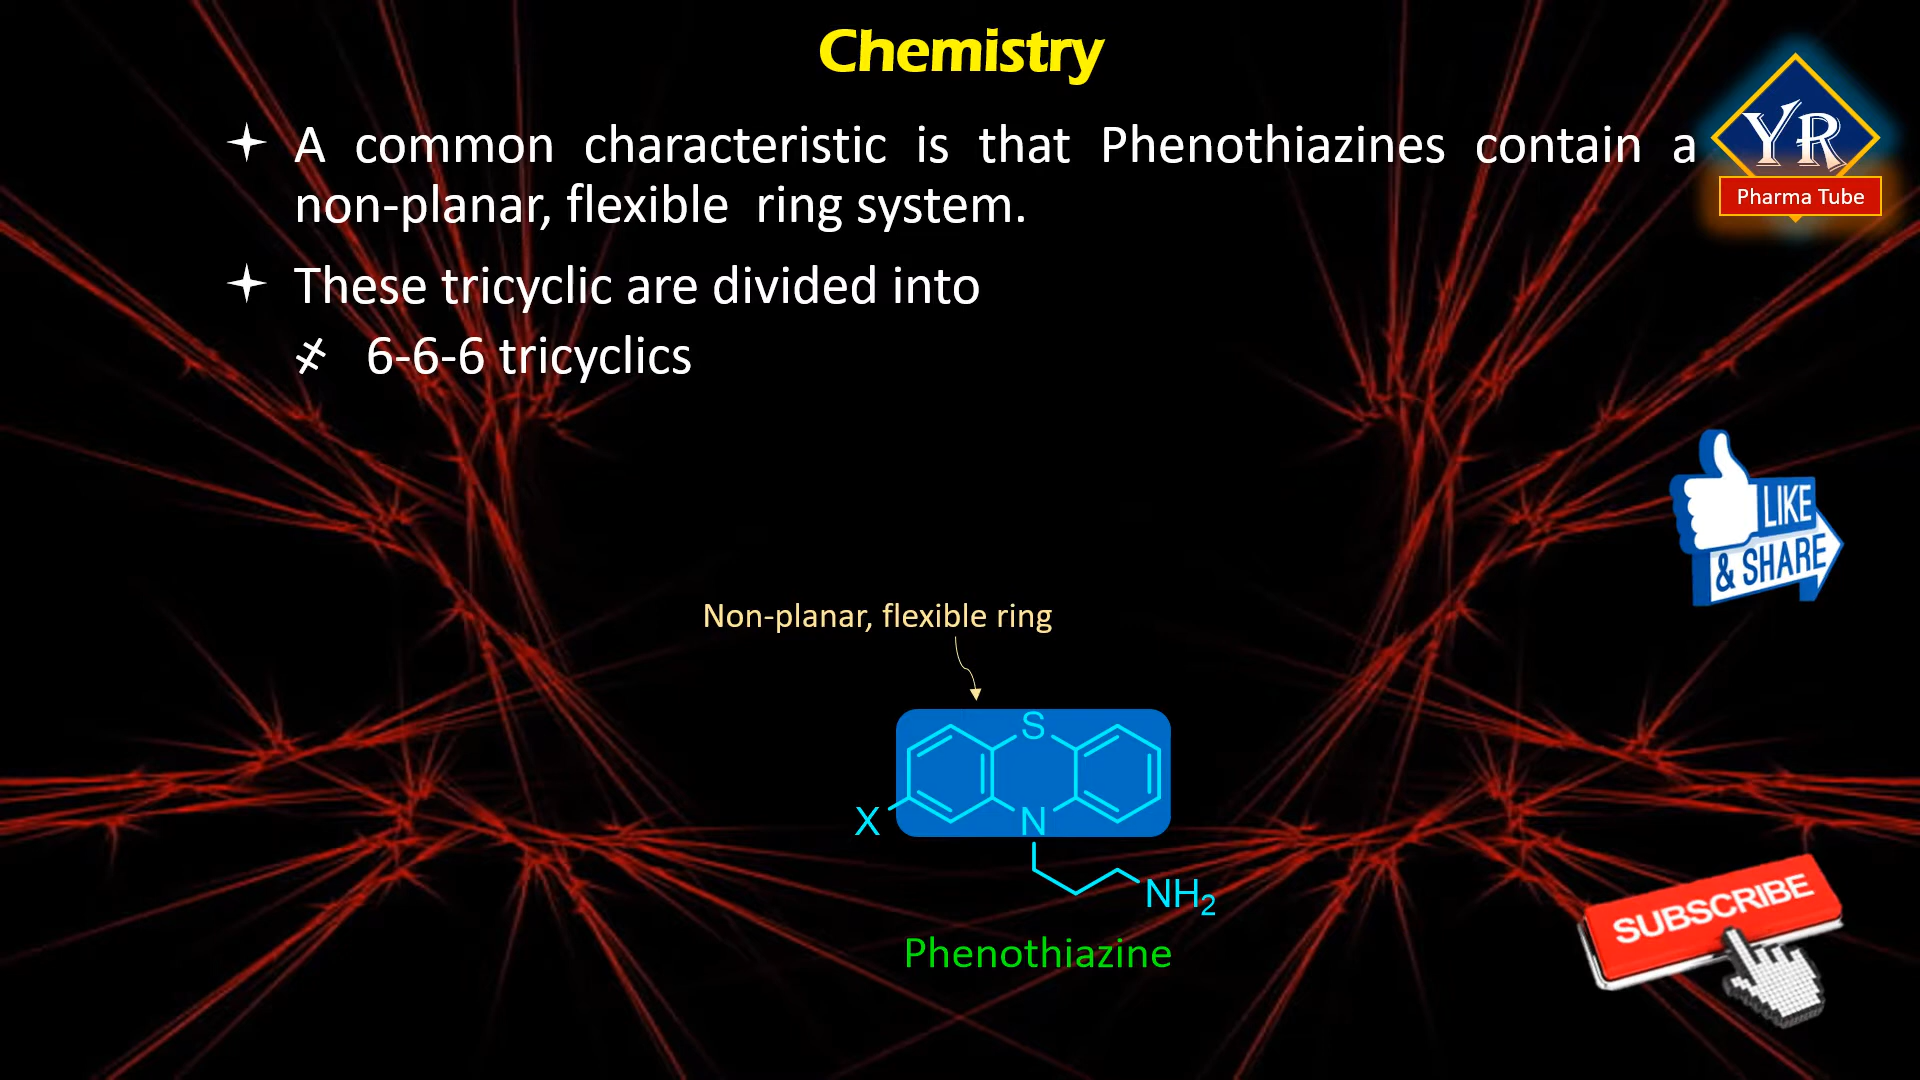 Chemistry
A common characteristic is that Phenothiazines contain a
non-planar, flexible ring system.
These tricyclic are divided into
6-6-6 tricyclics
YR
Pharma Tube
LIKE
& SHARE
Non-planar, flexible ring
S
X
N
NH₂
Phenothiazine
SUBSCRIBE